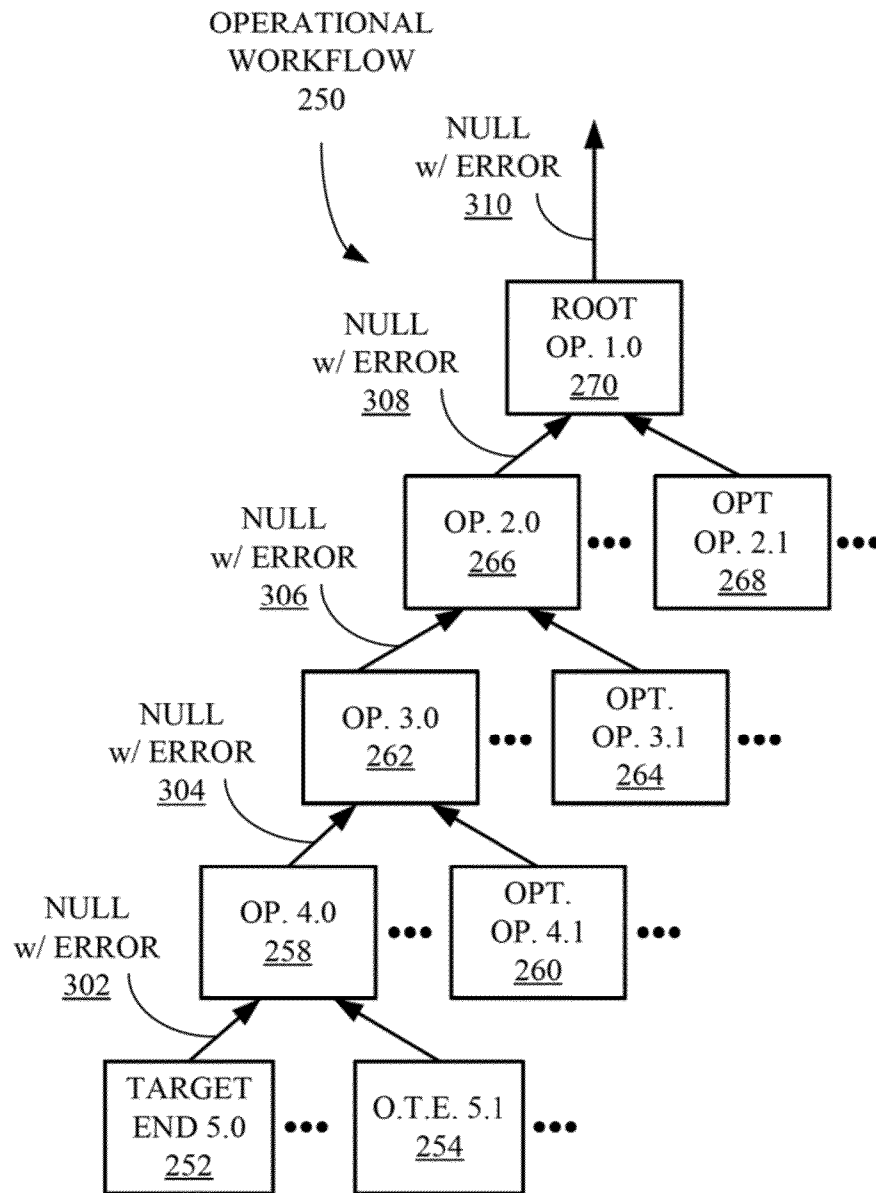 OPERATIONAL
WORKFLOW
250
NULL
w/ ERROR
310
ROOT
OP. 1.0
270
NULL
w/ ERROR
308
OP. 2.0
266
OPT
OP. 2.1
268
NULL
w/ ERROR
306
OP. 3.0
262
OPT.
OP. 3.1
264
NULL
w/ ERROR
304
OP. 4.0
258
OPT.
OP. 4.1
260
NULL
w/ ERROR
302
TARGET
END 5.0
252
O.T.E. 5.1
254